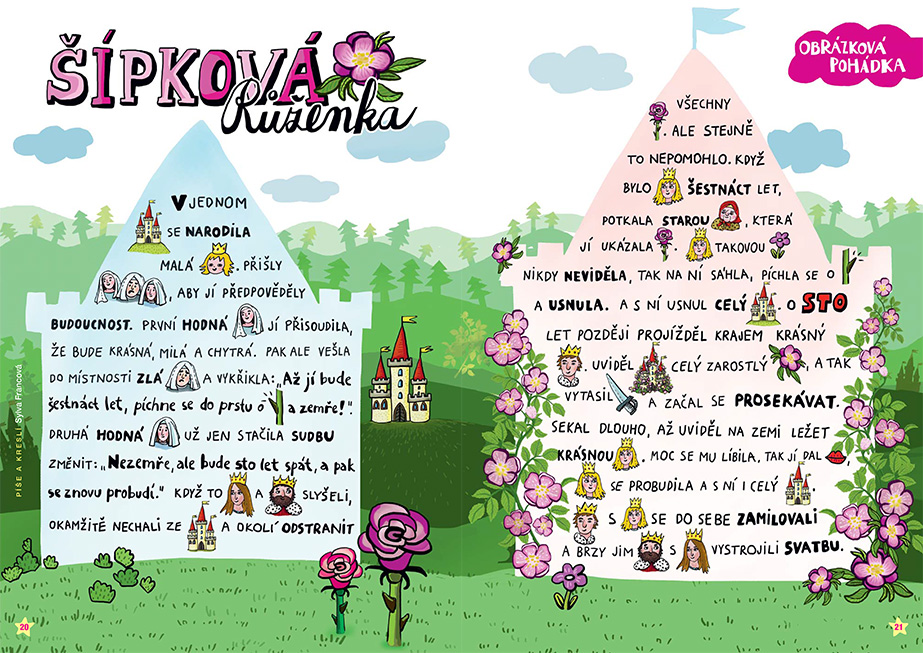 ŠÍPKOVÁ
Růženka
V JEDNOM
SE NARODILA
MALÁ . PŘIŠLY
, ABY JÍ PŘEDPOVĚDĚLY
BUDOUCNOST. PRVNÍ HODNÁ JÍ PŘISOUDILA,
ŽE BUDE KRÁSNÁ, MILÁ A CHYTRÁ. PAK ALE VEŠLA
DO MÍSTNOSTI ZLÁ A VYKŘIKLA: „Až jí bude
šestnáct let, píchne se do prstu o a zemře!".
DRUHÁ HODNÁ UŽ JEN STAČILA SUDBU
ZMĚNIT: „Nezemře, ale bude sto let spát, a pak
se znovu probudí." KDYŽ TO A SLYŠELI,
OKAMŽITĚ NECHALI ZE A OKOLÍ ODSTRANIT
PÍŠE A KRESLÍ Sylva Francová
20
OBRÁZKOVÁ
POHÁDKA
VŠECHNY
. ALE STEJNĚ
TO NEPOMOHLO. KDYŽ
BYLO ŠESTNÁCT LET,
POTKALA STAROU , KTERÁ
JÍ UKÁZALA . TAKOVOU
NIKDY NEVIDĚLA, TAK NA NÍ SÁHLA, PÍCHLA SE O
A USNULA. A S NÍ USNUL CELÝ . O STO
LET POZDĚJI PROJÍŽDĚL KRAJEM KRÁSNÝ
. UVIDĚL CELÝ ZAROSTLÝ , A TAK
VYTASIL A ZAČAL SE PROSEKÁVAT.
SEKAL DLOUHO, AŽ UVIDĚL NA ZEMI LEŽET
KRÁSNOU . MOC SE MU LÍBILA, TAK JÍ DAL ,
SE PROBUDILA A S NÍ I CELÝ .
S SE DO SEBE ZAMILOVALI
A BRZY JIM S VYSTROJILI SVATBU.
21